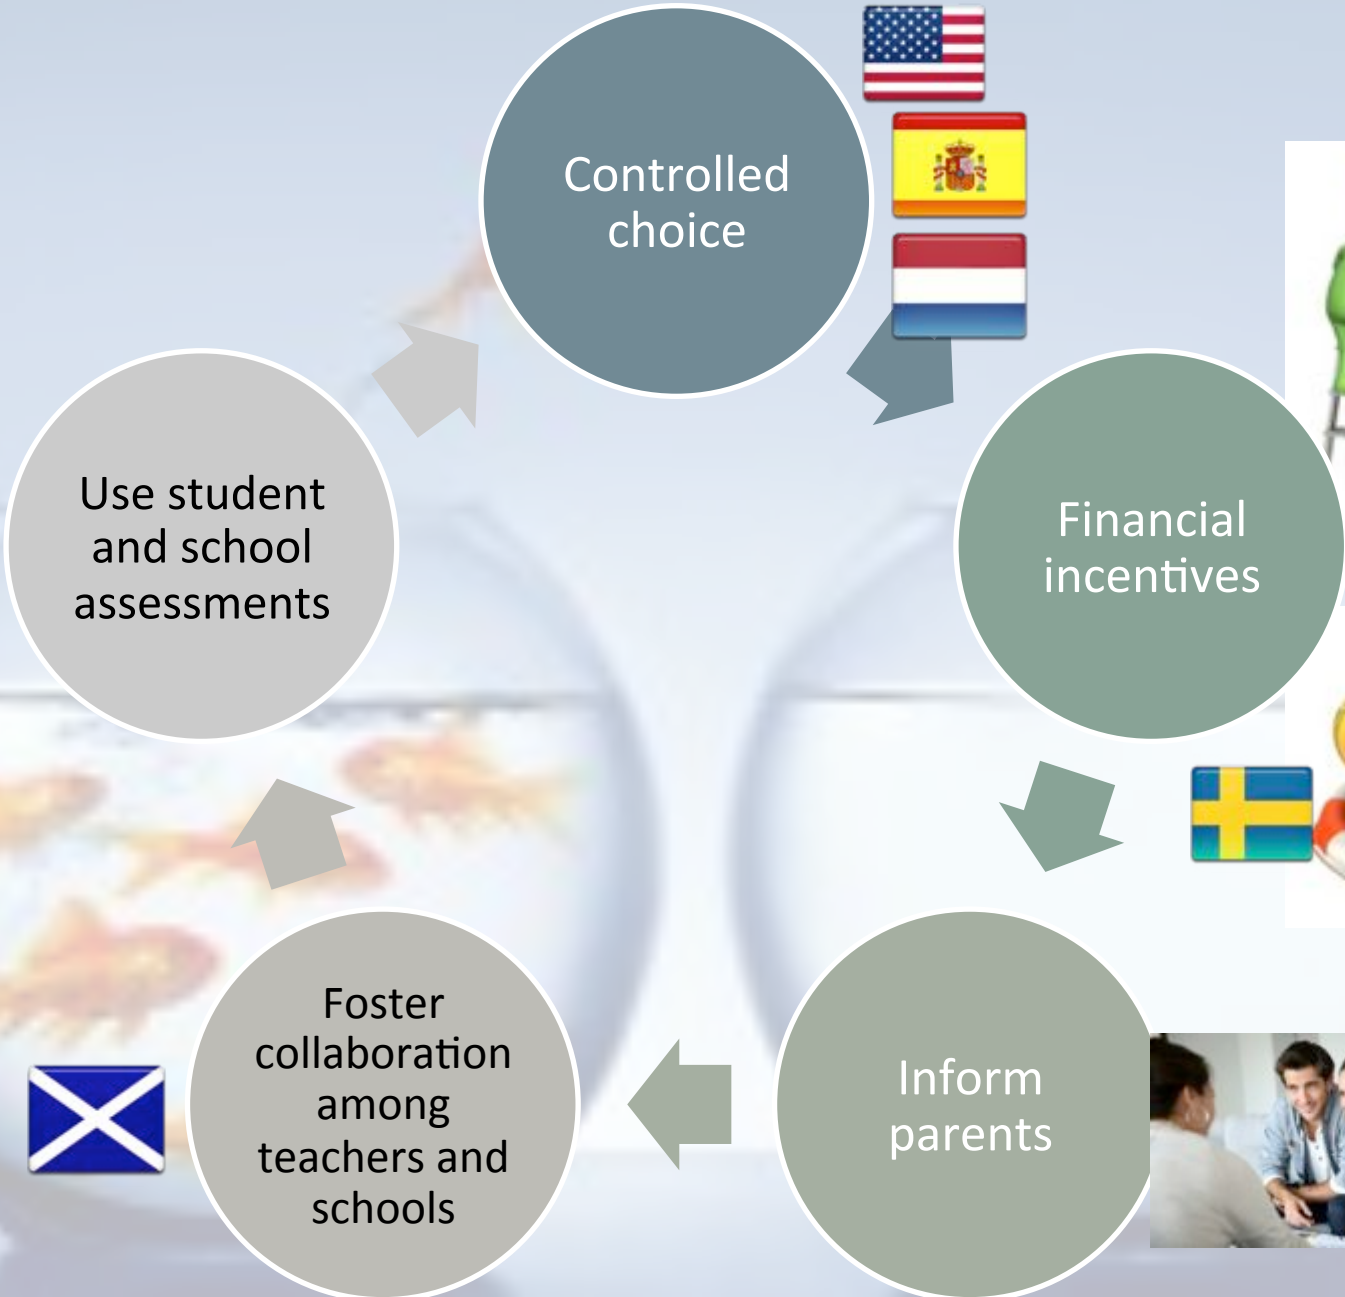 Controlled
choice
Financial
incentives
Inform
parents
Foster
collaboration
among
teachers and
schools
Use student
and school
assessments